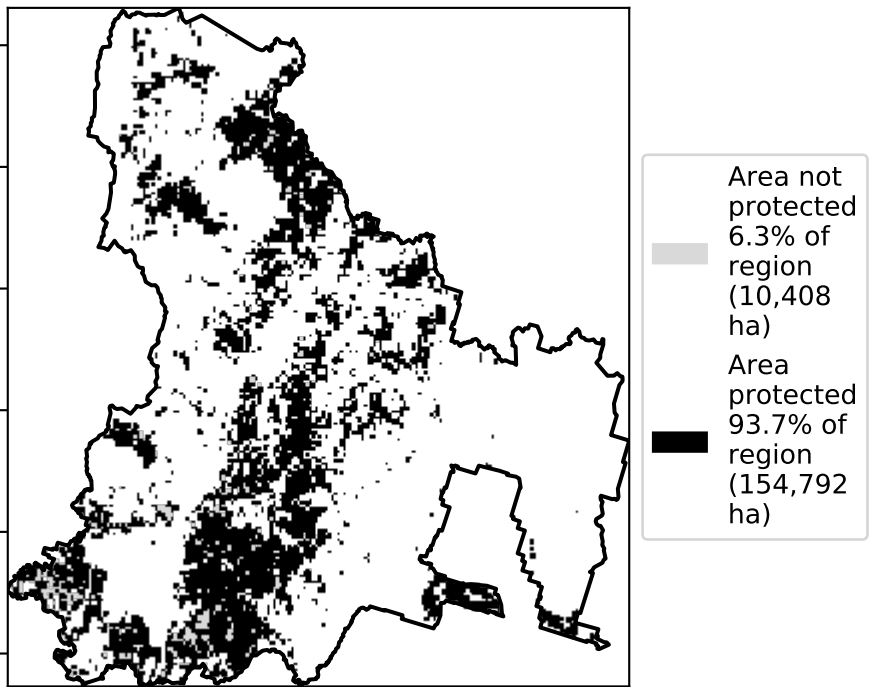 Area not
protected
6.3% of
region
(10,408
ha)
Area
protected
93.7% of
region
(154,792
ha)